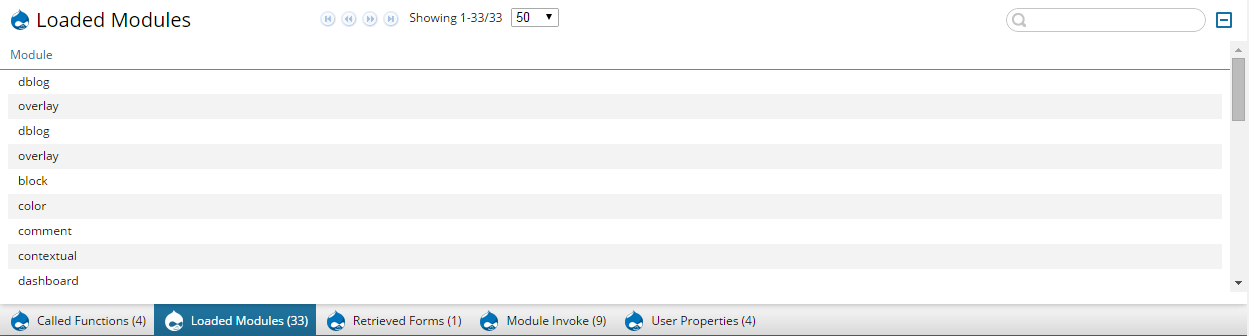 Loaded Modules Showing 1-33/33 50
Module
dblog
overlay
dblog
overlay
block
color
comment
contextual
dashboard
Called Functions (4) Loaded Modules (33) Retrieved Forms (1) Module Invoke (9) User Properties (4)